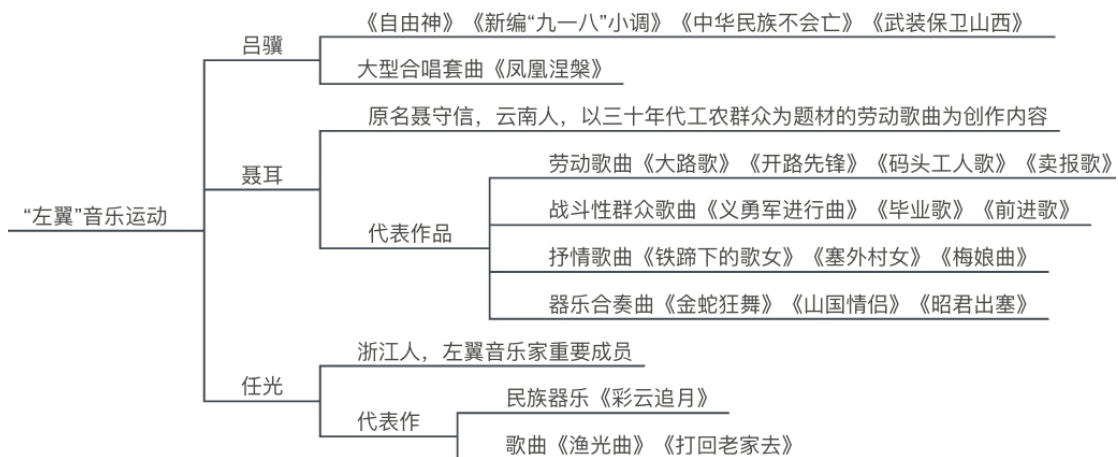 《自由神》《新编“九一八”小调》《中华民族不会亡》《武装保卫山西》
吕骥
大型合唱套曲《凤凰涅槃》
原名聂守信，云南人，以三十年代工农群众为题材的劳动歌曲为创作内容
劳动歌曲《大路歌》《开路先锋》《码头工人歌》《卖报歌》
聂耳
“左翼”音乐运动
战斗性群众歌曲《义勇军进行曲》《毕业歌》《前进歌》
代表作品
抒情歌曲《铁蹄下的歌女》《塞外村女》《梅娘曲》
器乐合奏曲《金蛇狂舞》《山国情侣》《昭君出塞》
浙江人，左翼音乐家重要成员
任光
民族器乐《彩云追月》
代表作
歌曲《渔光曲》《打回老家去》